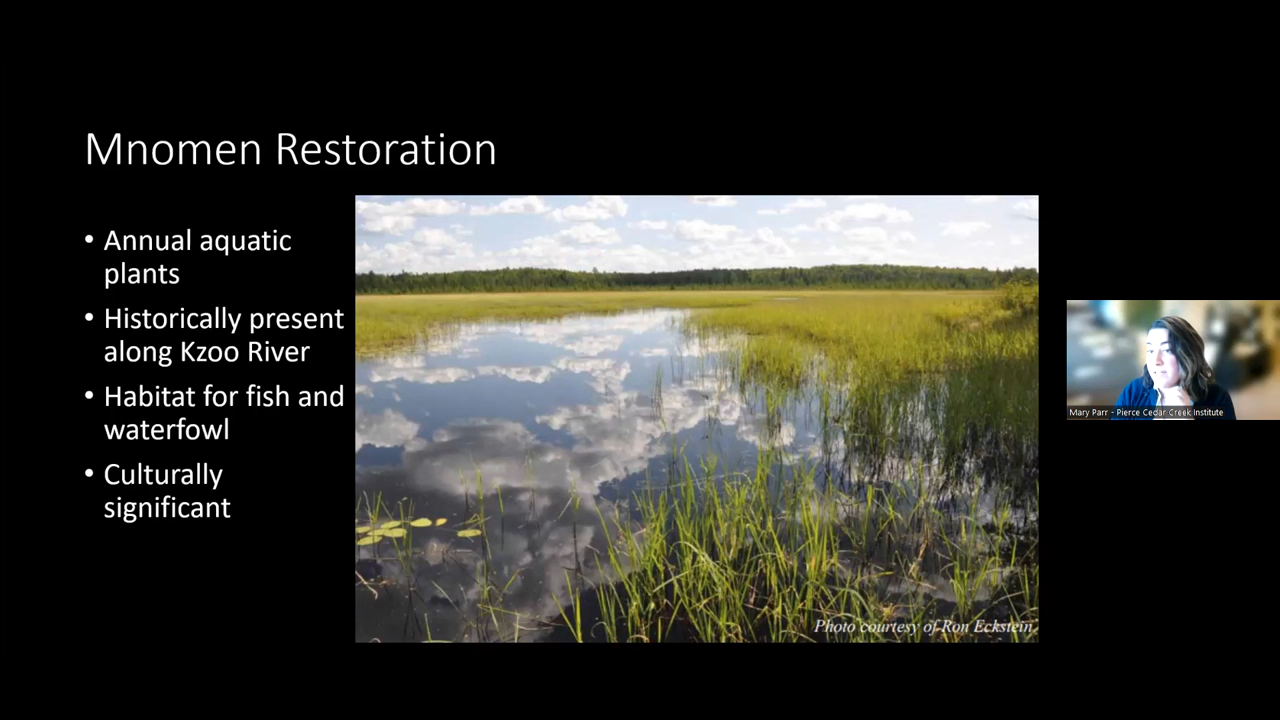 Mnomen Restoration
• Annual aquatic
plants
• Historically present
along Kzoo River
• Habitat for fish and
waterfowl
• Culturally
significant
Photo courtesy of Ron Eckstein
Mary Parr - Pierce Cedar Creek Institute